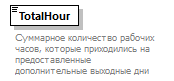 TotalHour
Суммарное количество рабочих
часов, которые приходились на
предоставленные
дополнительные выходные дни